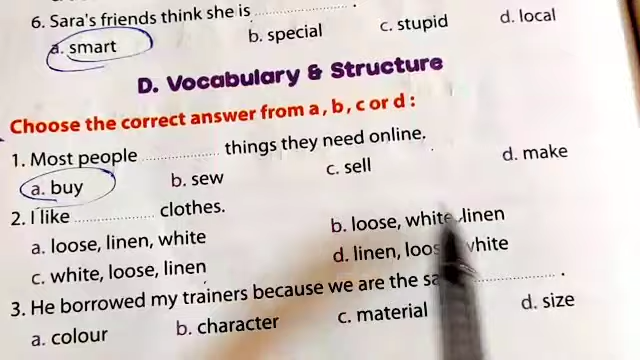 6. Sara's friends think she is .................... .
a. smart b. special c. stupid d. local
D. Vocabulary & Structure
Choose the correct answer from a, b, c or d :
1. Most people .................... things they need online.
a. buy b. sew c. sell d. make
2. I like .................... clothes.
a. loose, linen, white b. loose, white, linen
c. white, loose, linen d. linen, white
3. He borrowed my trainers because we are the .................... .
a. colour b. character c. material d. size